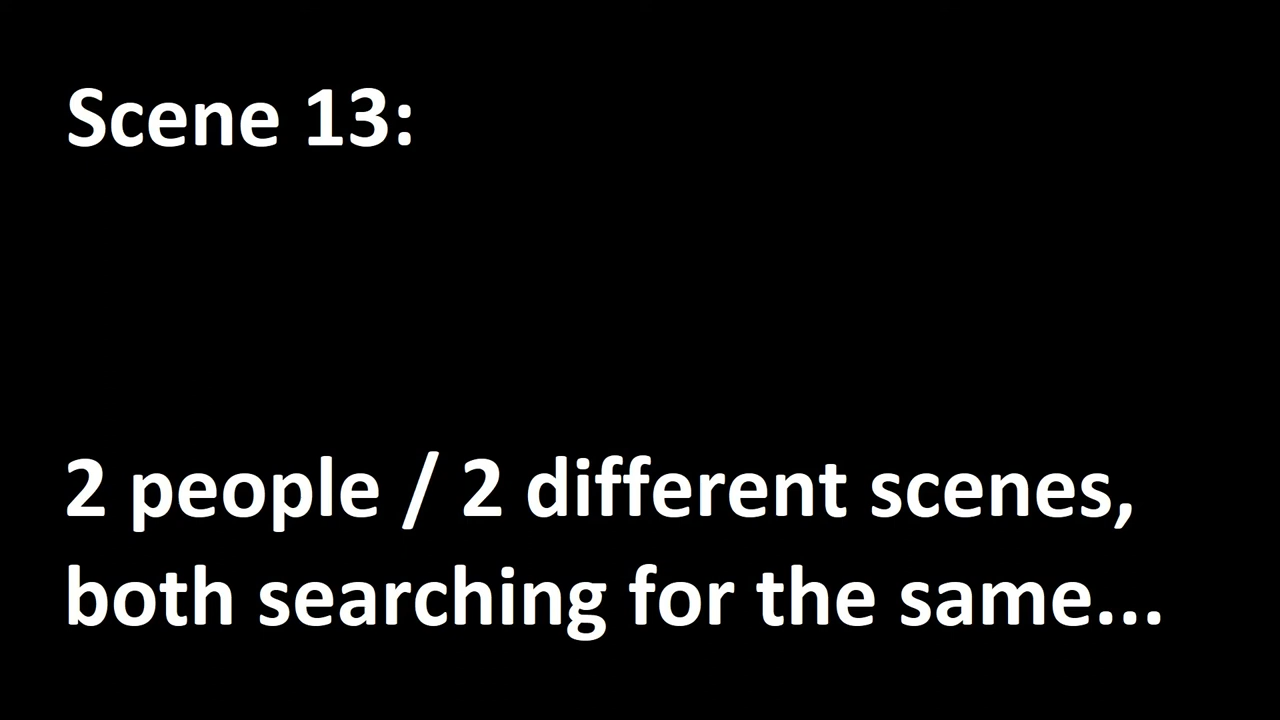 Scene 13:
2 people / 2 different scenes,
both searching for the same...